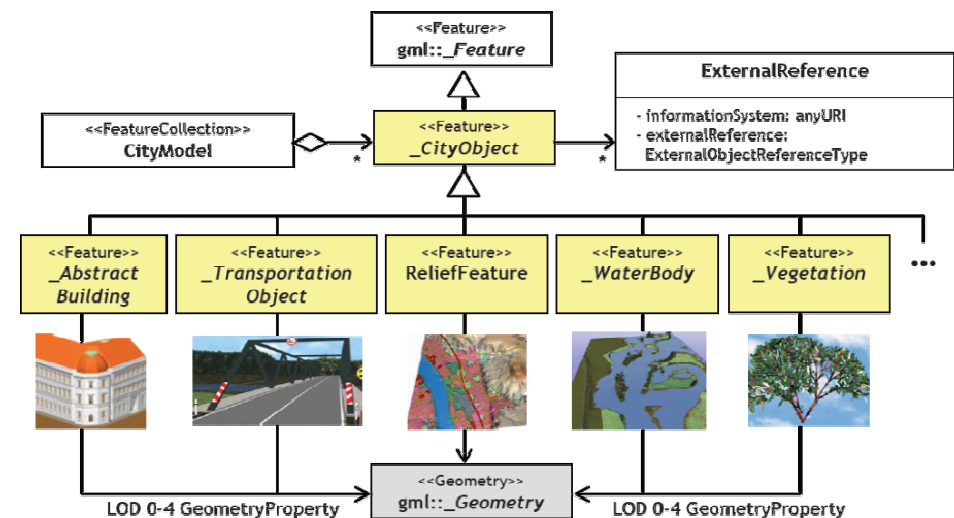 <<Feature>>
gml::_Feature
ExternalReference
- informationSystem: anyURI
- externalReference:
ExternalObjectReferenceType
<<FeatureCollection>>
CityModel
*
<<Feature>>
_CityObject
*
<<Feature>>
_Abstract
Building
<<Feature>>
_Transportation
Object
<<Feature>>
ReliefFeature
<<Feature>>
_WaterBody
<<Feature>>
_Vegetation
...
<<Geometry>>
gml::_Geometry
LOD 0-4 GeometryProperty
LOD 0-4 GeometryProperty